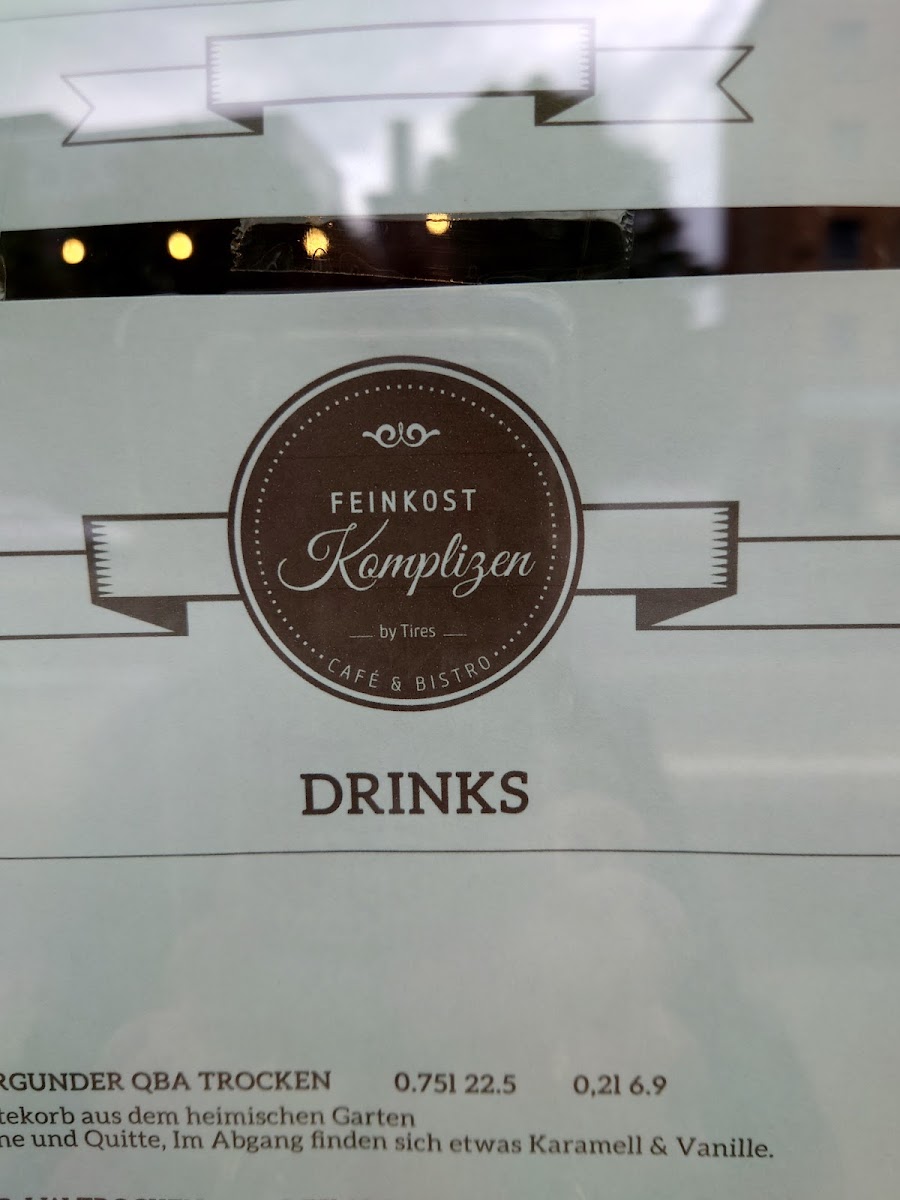 FEINKOST
Komplizen
by Tires
CAFÉ & BISTRO
DRINKS
RGUNDER QBA TROCKEN 0.75l 22.5 0,2l 6.9
tekorb aus dem heimischen Garten
ne und Quitte, Im Abgang finden sich etwas Karamell & Vanille.